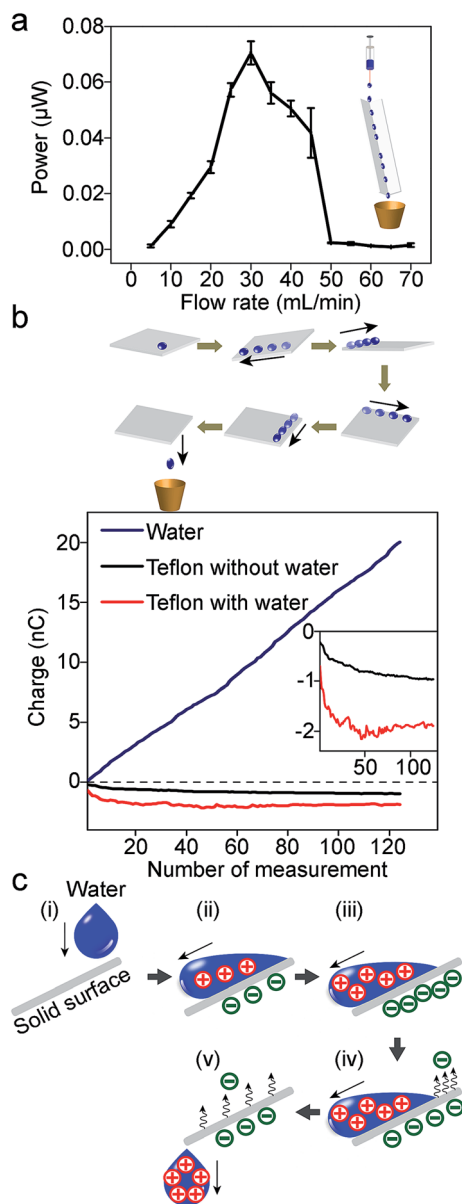 a
Power (μW)
0.08
0.06
0.04
0.02
0.00
0 10 20 30 40 50 60 70
Flow rate (mL/min)
b
Charge (nC)
20
15
10
5
0
Water
Teflon without water
Teflon with water
0
-1
-2
50 100
0 20 40 60 80 100 120
Number of measurement
c
Water
(i) (ii) (iii)
Solid surface
(v) (iv)